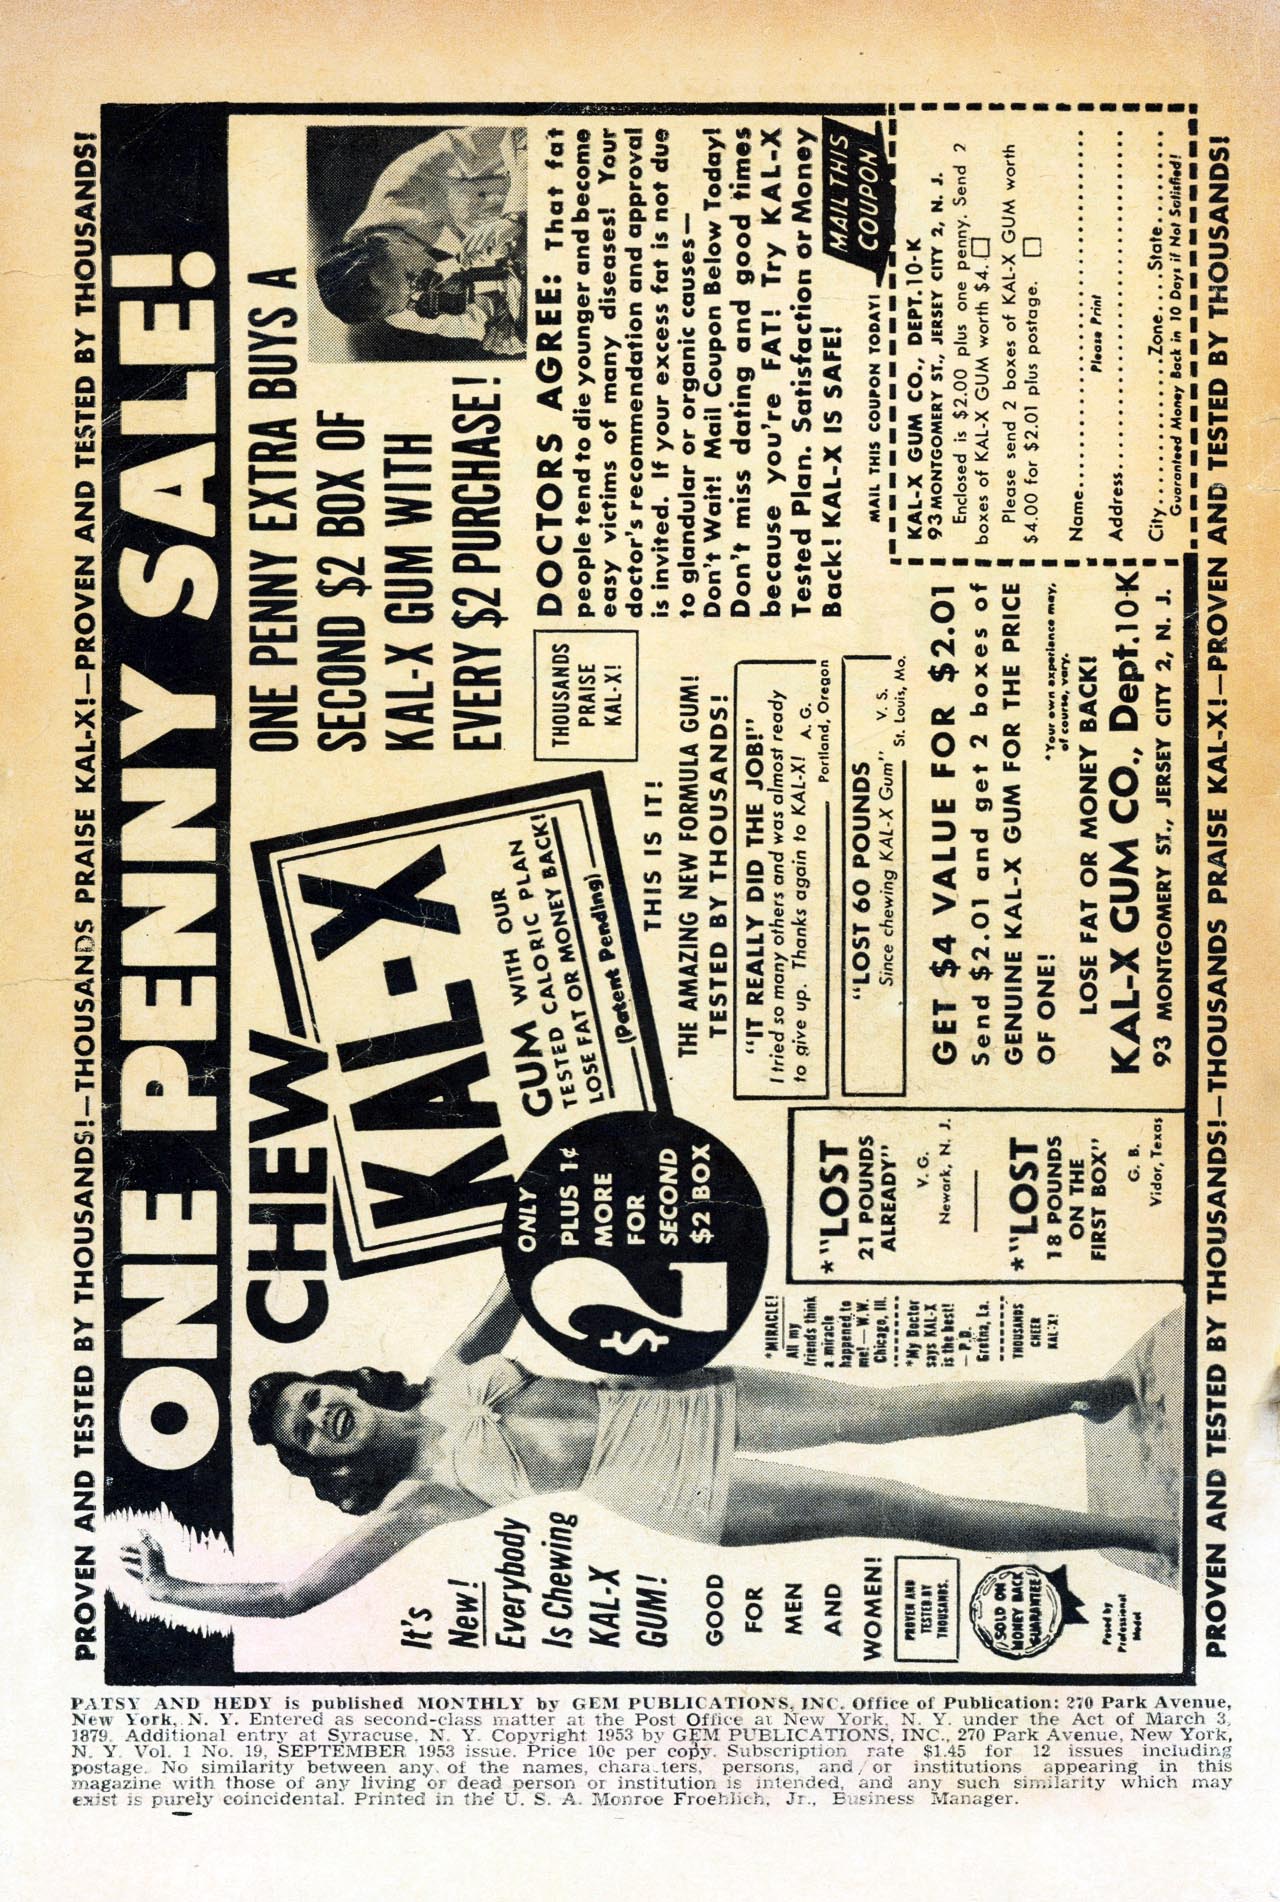 PROVEN AND TESTED BY THOUSANDS!—THOUSANDS PRAISE KAL-X!—PROVEN AND TESTED BY THOUSANDS!
ONE PENNY SALE!
CHEW
KAL-X
GUM WITH OUR
TESTED CALORIC PLAN
LOSE FAT OR MONEY BACK!
(Patent Pending)
ONLY
$2
PLUS 1¢
MORE
FOR
SECOND
$2 BOX
ONE PENNY EXTRA BUYS A
SECOND $2 BOX OF
KAL-X GUM WITH
EVERY $2 PURCHASE!
It's
New!
Everybody
Is Chewing
KAL-X
GUM!
GOOD
FOR
MEN
AND
WOMEN!
PROVEN AND
TESTED BY
THOUSANDS.
SOLD ON
MONEY BACK
GUARANTEE
Posed by
Professional
Model
*MIRACLE!
All my
friends think
a miracle
happened to
me!—W.W.
Chicago, Ill.
*My Doctor
says KAL-X
is the best!
— P.D.
Gretna, La.
THOUSANDS
CHEER
KAL-X!
*"LOST
21 POUNDS
ALREADY"
V. G.
Newark, N. J.
*"LOST
18 POUNDS
ON THE
FIRST BOX"
G. B.
Vidor, Texas
THIS IS IT!
THE AMAZING NEW FORMULA GUM!
TESTED BY THOUSANDS!
"IT REALLY DID THE JOB!"
I tried so many others and was almost ready
to give up. Thanks again to KAL-X! A. G.
Portland, Oregon
"LOST 60 POUNDS
Since chewing KAL-X Gum" V. S.
St. Louis, Mo.
GET $4 VALUE FOR $2.01
Send $2.01 and get 2 boxes of
GENUINE KAL-X GUM FOR THE PRICE
OF ONE!
*Your own experience may,
of course, vary.
LOSE FAT OR MONEY BACK!
KAL-X GUM CO., Dept.10-K
93 MONTGOMERY ST., JERSEY CITY 2, N. J.
THOUSANDS
PRAISE
KAL-X!
DOCTORS AGREE: That fat
people tend to die younger and become
easy victims of many diseases! Your
doctor's recommendation and approval
is invited. If your excess fat is not due
to glandular or organic causes—
Don't Wait! Mail Coupon Below Today!
Don't miss dating and good times
because you're FAT! Try KAL-X
Tested Plan. Satisfaction or Money
Back! KAL-X IS SAFE!
MAIL THIS
COUPON
MAIL THIS COUPON TODAY!
KAL-X GUM CO., DEPT.10-K
93 MONTGOMERY ST., JERSEY CITY 2, N. J.
Enclosed is $2.00 plus one penny. Send 2
boxes of KAL-X GUM worth $4.
Please send 2 boxes of KAL-X GUM worth
$4.00 for $2.01 plus postage.
Name
Please Print
Address
City Zone State
Guaranteed Money Back in 10 Days if Not Satisfied!
PROVEN AND TESTED BY THOUSANDS!—THOUSANDS PRAISE KAL-X!—PROVEN AND TESTED BY THOUSANDS!
PATSY AND HEDY is published MONTHLY by GEM PUBLICATIONS, INC. Office of Publication: 270 Park Avenue,
New York, N. Y. Entered as second-class matter at the Post Office at New York, N. Y. under the Act of March 3,
1879. Additional entry at Syracuse, N. Y. Copyright 1953 by GEM PUBLICATIONS, INC., 270 Park Avenue, New York,
N. Y. Vol. 1 No. 19, SEPTEMBER 1953 issue. Price 10c per copy. Subscription rate $1.45 for 12 issues including
postage. No similarity between any of the names, characters, persons, and/or institutions appearing in this
magazine with those of any living or dead person or institution is intended, and any such similarity which may
exist is purely coincidental. Printed in the U. S. A. Monroe Froehlich, Jr., Business Manager.